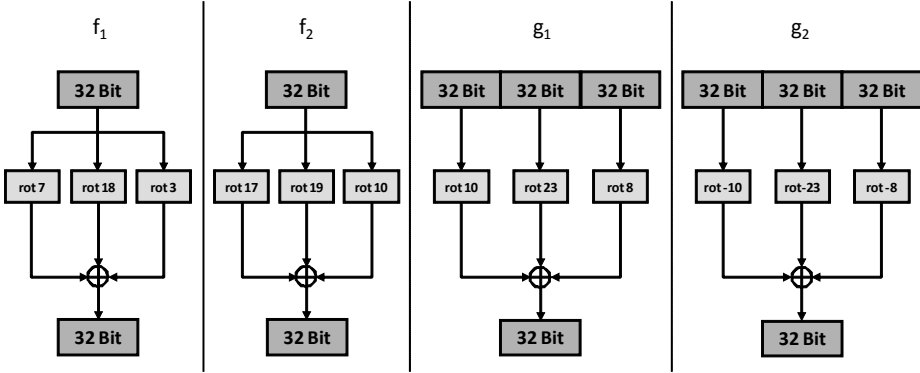 f1 f2 g1 g2
32 Bit 32 Bit 32 Bit 32 Bit 32 Bit 32 Bit 32 Bit 32 Bit
rot 7 rot 18 rot 3 rot 17 rot 19 rot 10 rot 10 rot 23 rot 8 rot -10 rot -23 rot -8
32 Bit 32 Bit 32 Bit 32 Bit